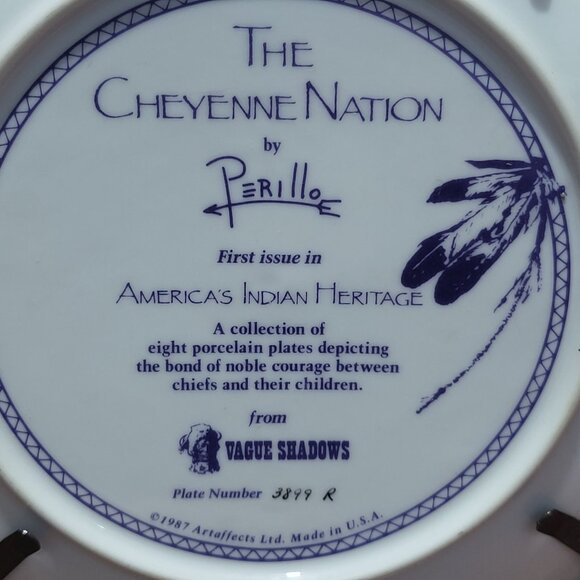 THE
CHEYENNE NATION
by
PERILLO
First issue in
AMERICA'S INDIAN HERITAGE
A collection of
eight porcelain plates depicting
the bond of noble courage between
chiefs and their children.
from
VAGUE SHADOWS
Plate Number 3899 R
©1987 Artaffects Ltd. Made in U.S.A.